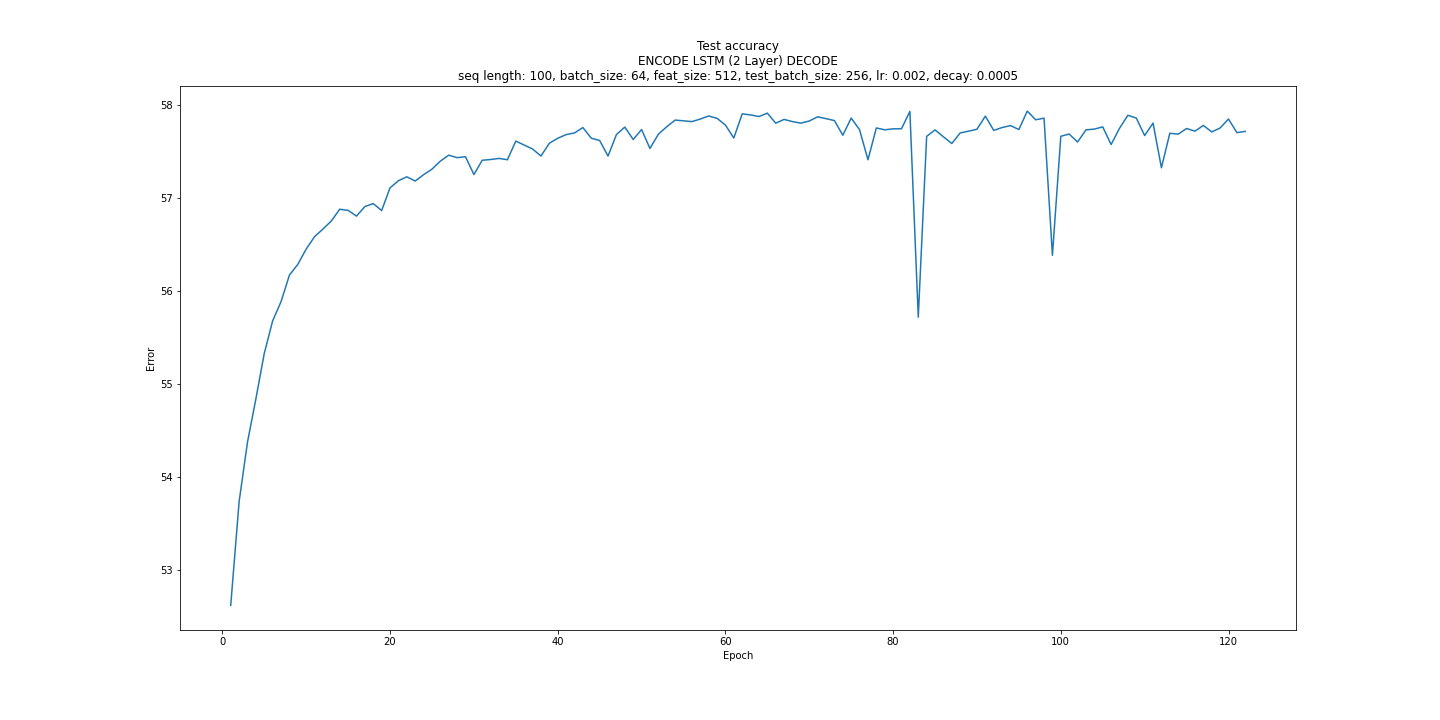 Test accuracy
ENCODE LSTM (2 Layer) DECODE
seq length: 100, batch_size: 64, feat_size: 512, test_batch_size: 256, lr: 0.002, decay: 0.0005
58
57
56
55
54
53
Error
0 20 40 60 80 100 120
Epoch